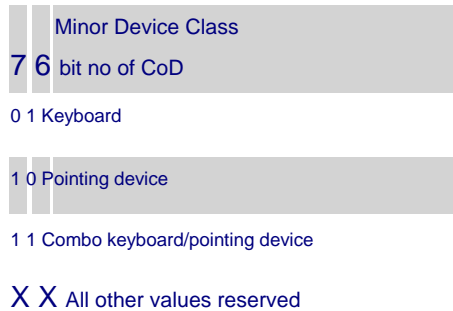 Minor Device Class
7 6 bit no of CoD
0 1 Keyboard
1 0 Pointing device
1 1 Combo keyboard/pointing device
X X All other values reserved